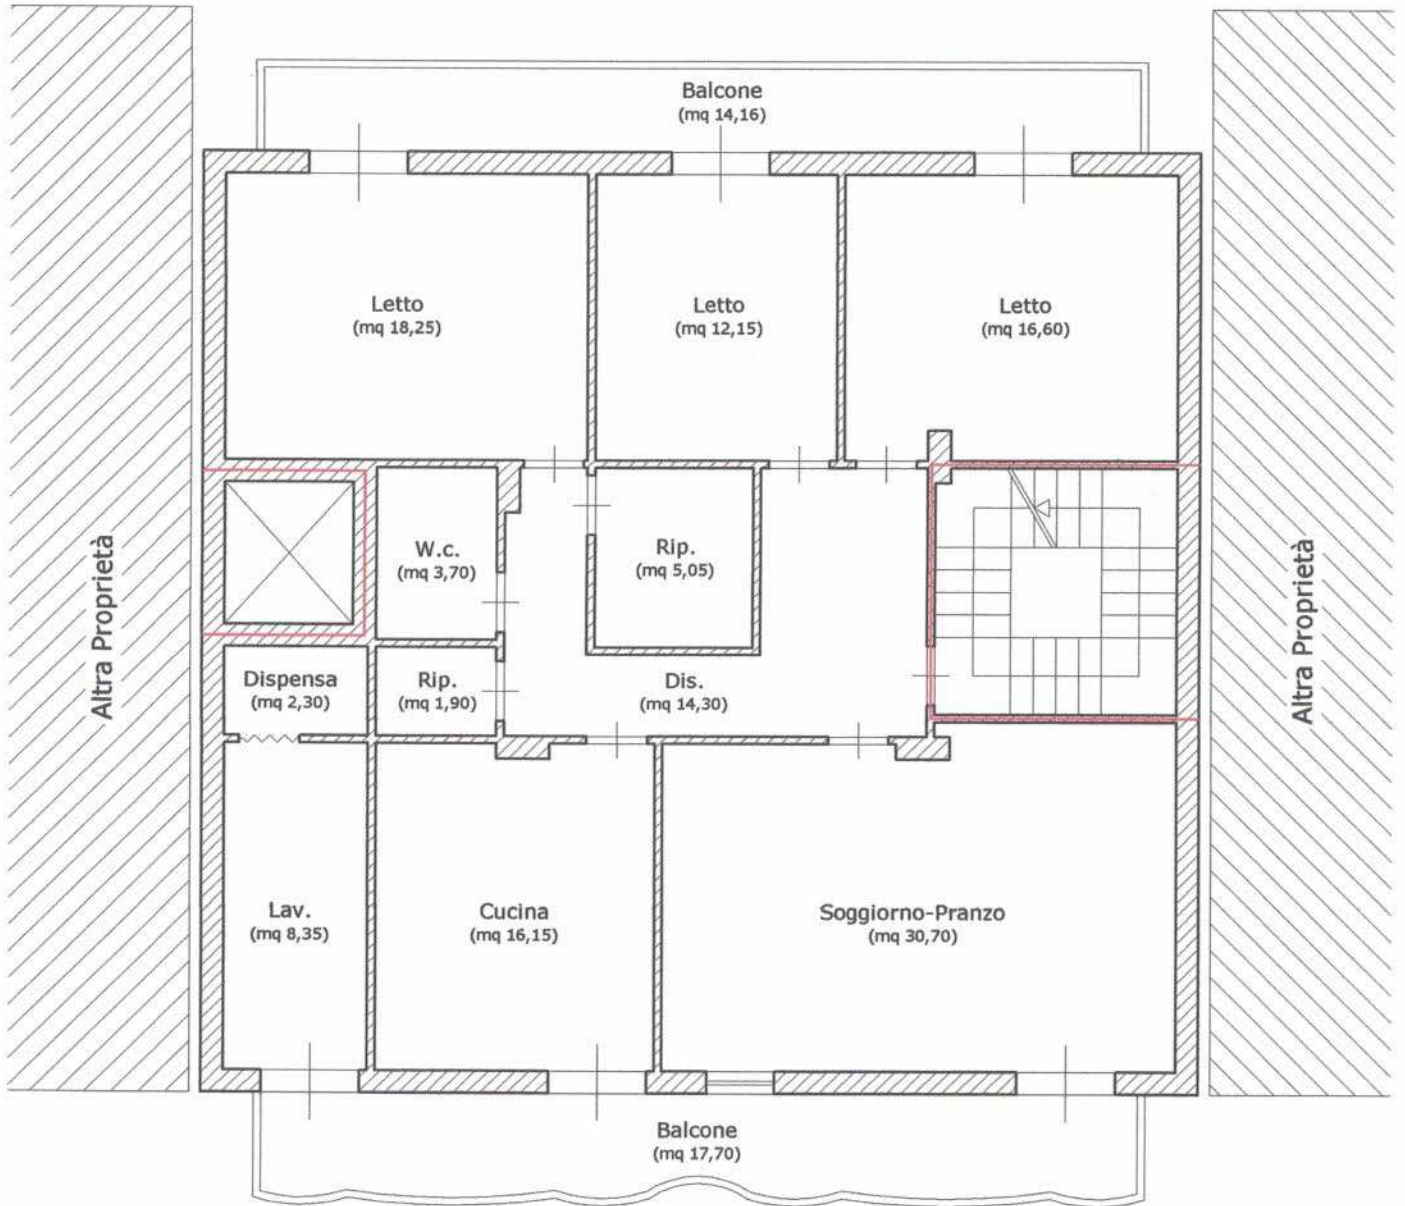 Balcone
(mq 14,16)
Letto
(mq 18,25)
Letto
(mq 12,15)
Letto
(mq 16,60)
Altra Proprietà
W.c.
(mq 3,70)
Rip.
(mq 5,05)
Altra Proprietà
Dispensa
(mq 2,30)
Rip.
(mq 1,90)
Dis.
(mq 14,30)
Lav.
(mq 8,35)
Cucina
(mq 16,15)
Soggiorno-Pranzo
(mq 30,70)
Balcone
(mq 17,70)